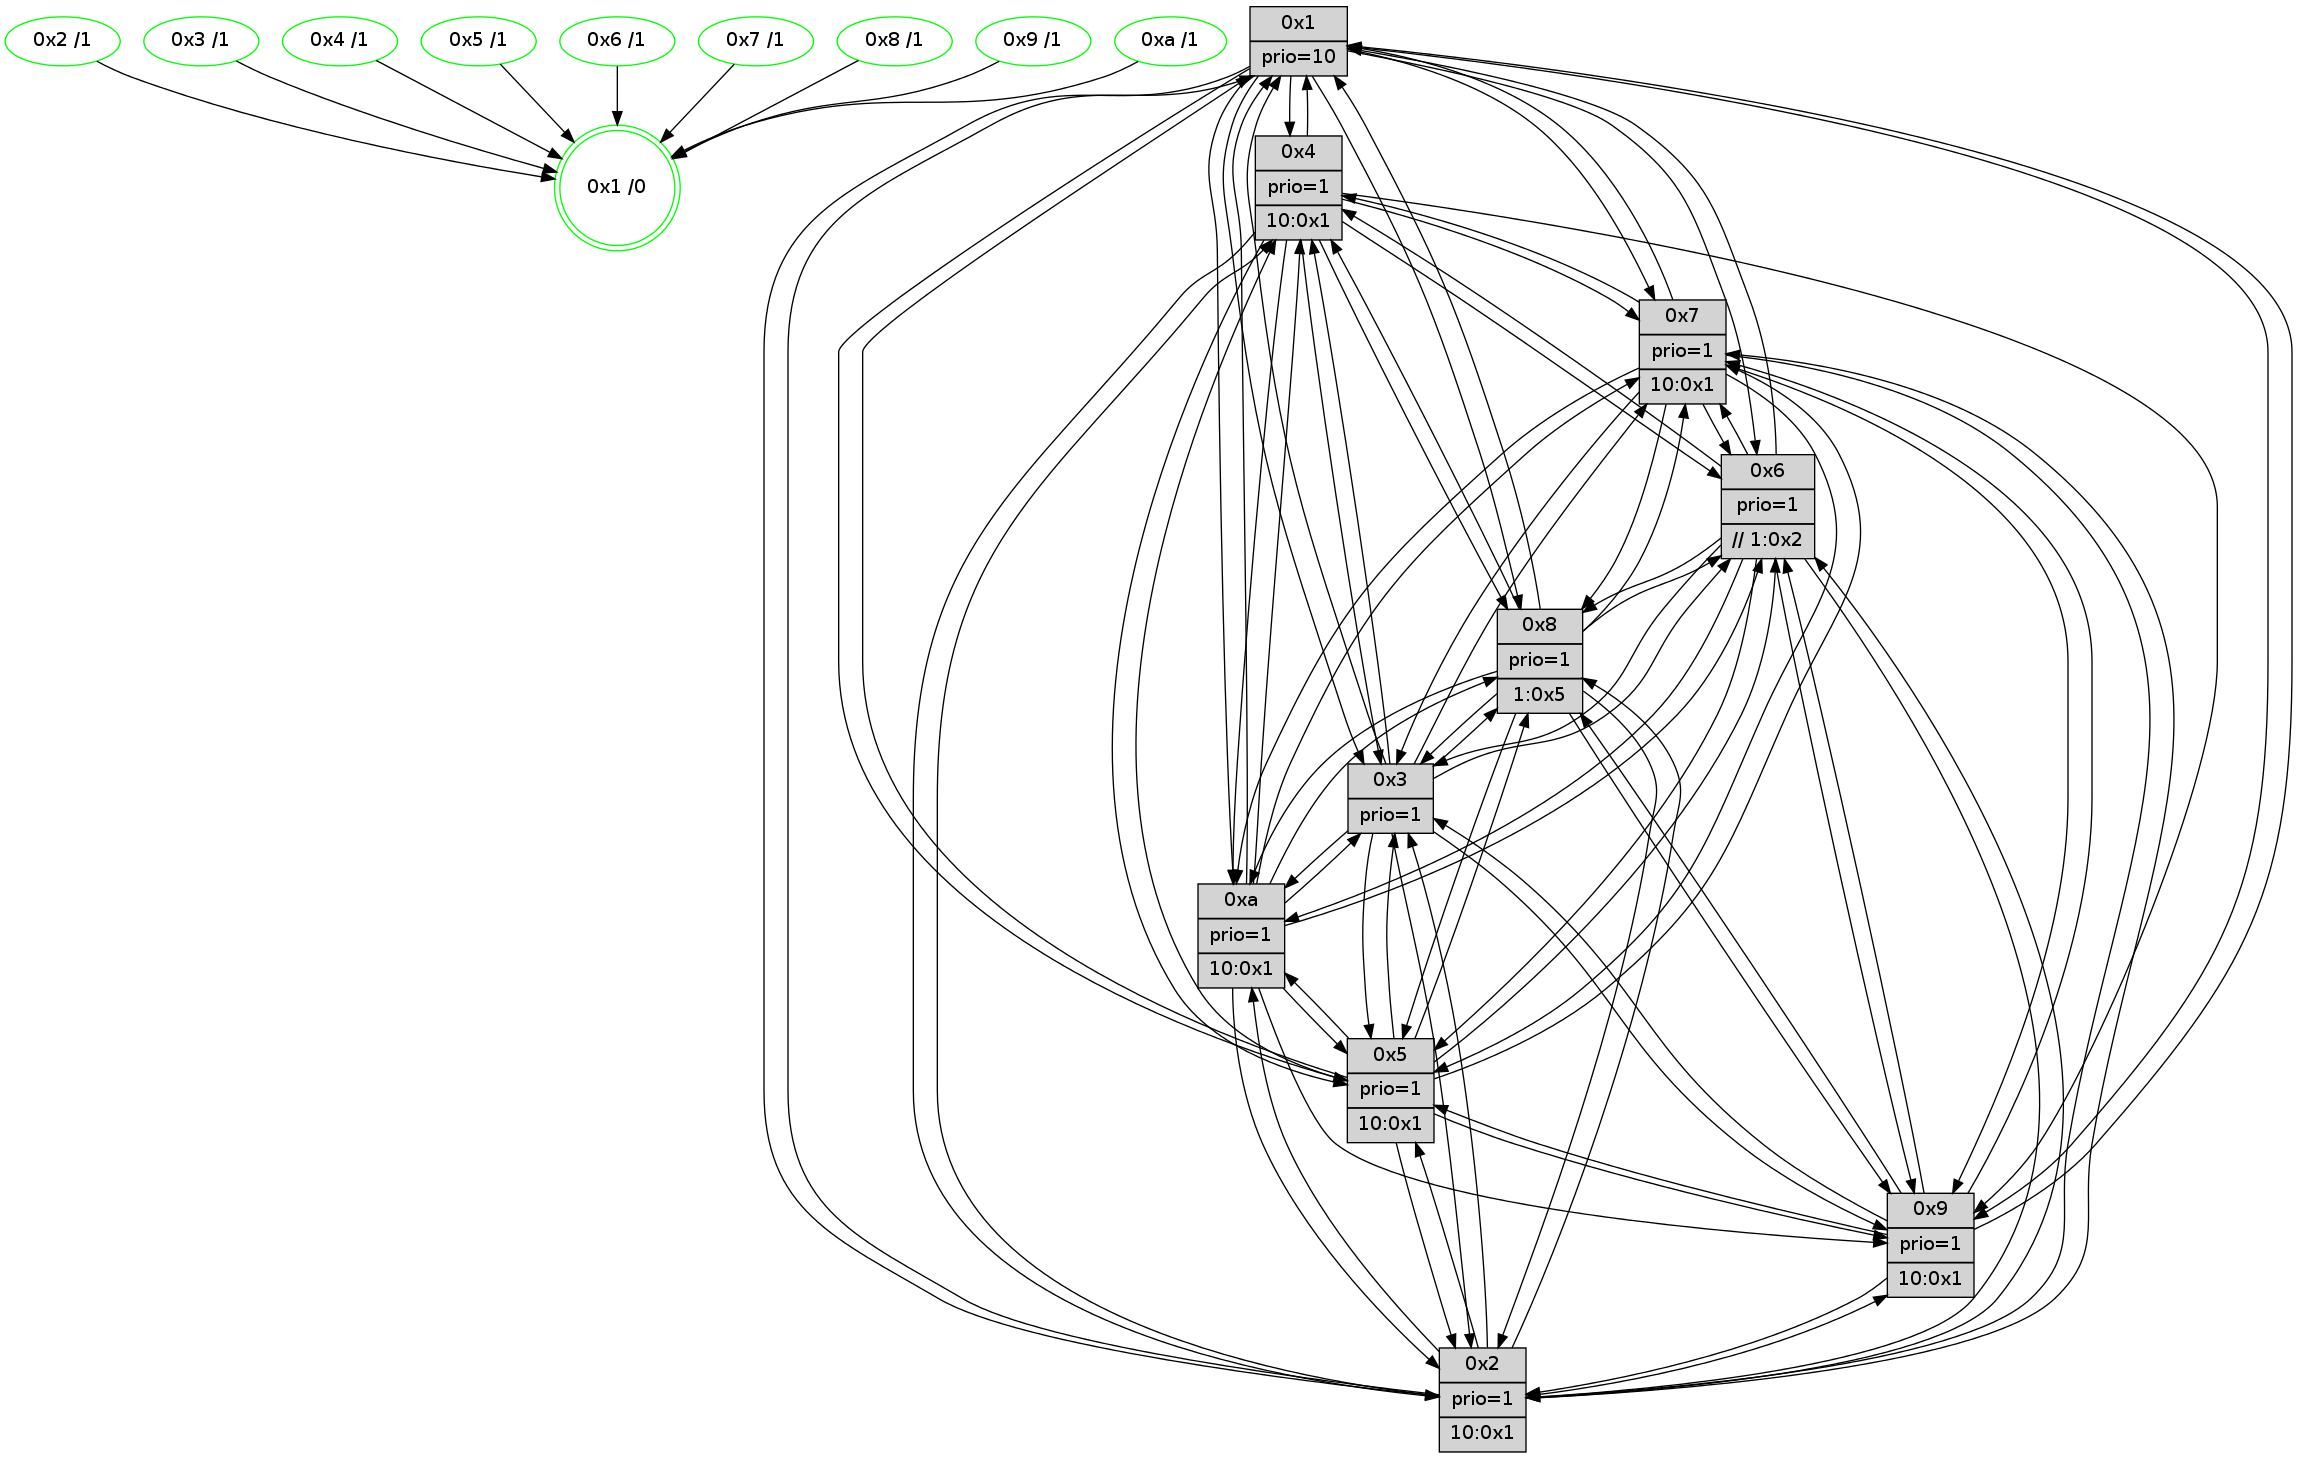 0x2 /1
0x3 /1
0x4 /1
0x5 /1
0x6 /1
0x7 /1
0x8 /1
0x9 /1
0xa /1
0x1 /0
0x1
prio=10
0x4
prio=1
10:0x1
0x7
prio=1
10:0x1
0x6
prio=1
// 1:0x2
0x8
prio=1
1:0x5
0x3
prio=1
0xa
prio=1
10:0x1
0x5
prio=1
10:0x1
0x9
prio=1
10:0x1
0x2
prio=1
10:0x1